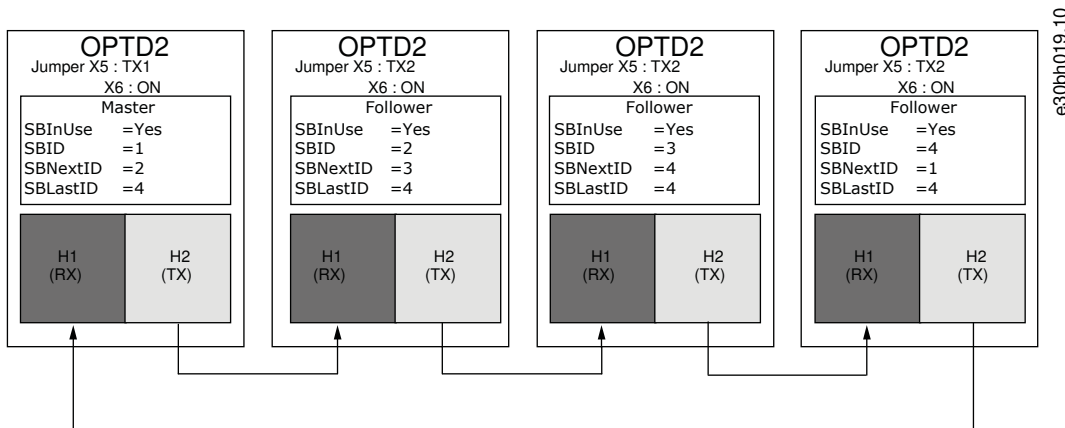 OPTD2
Jumper X5 : TX1
X6 : ON
Master
SBInUse =Yes
SBID =1
SBNextID =2
SBLastID =4
H1
(RX)
H2
(TX)
OPTD2
Jumper X5 : TX2
X6 : ON
Follower
SBInUse =Yes
SBID =2
SBNextID =3
SBLastID =4
H1
(RX)
H2
(TX)
OPTD2
Jumper X5 : TX2
X6 : ON
Follower
SBInUse =Yes
SBID =3
SBNextID =4
SBLastID =4
H1
(RX)
H2
(TX)
OPTD2
Jumper X5 : TX2
X6 : ON
Follower
SBInUse =Yes
SBID =4
SBNextID =1
SBLastID =4
H1
(RX)
H2
(TX)
e30bh019.10